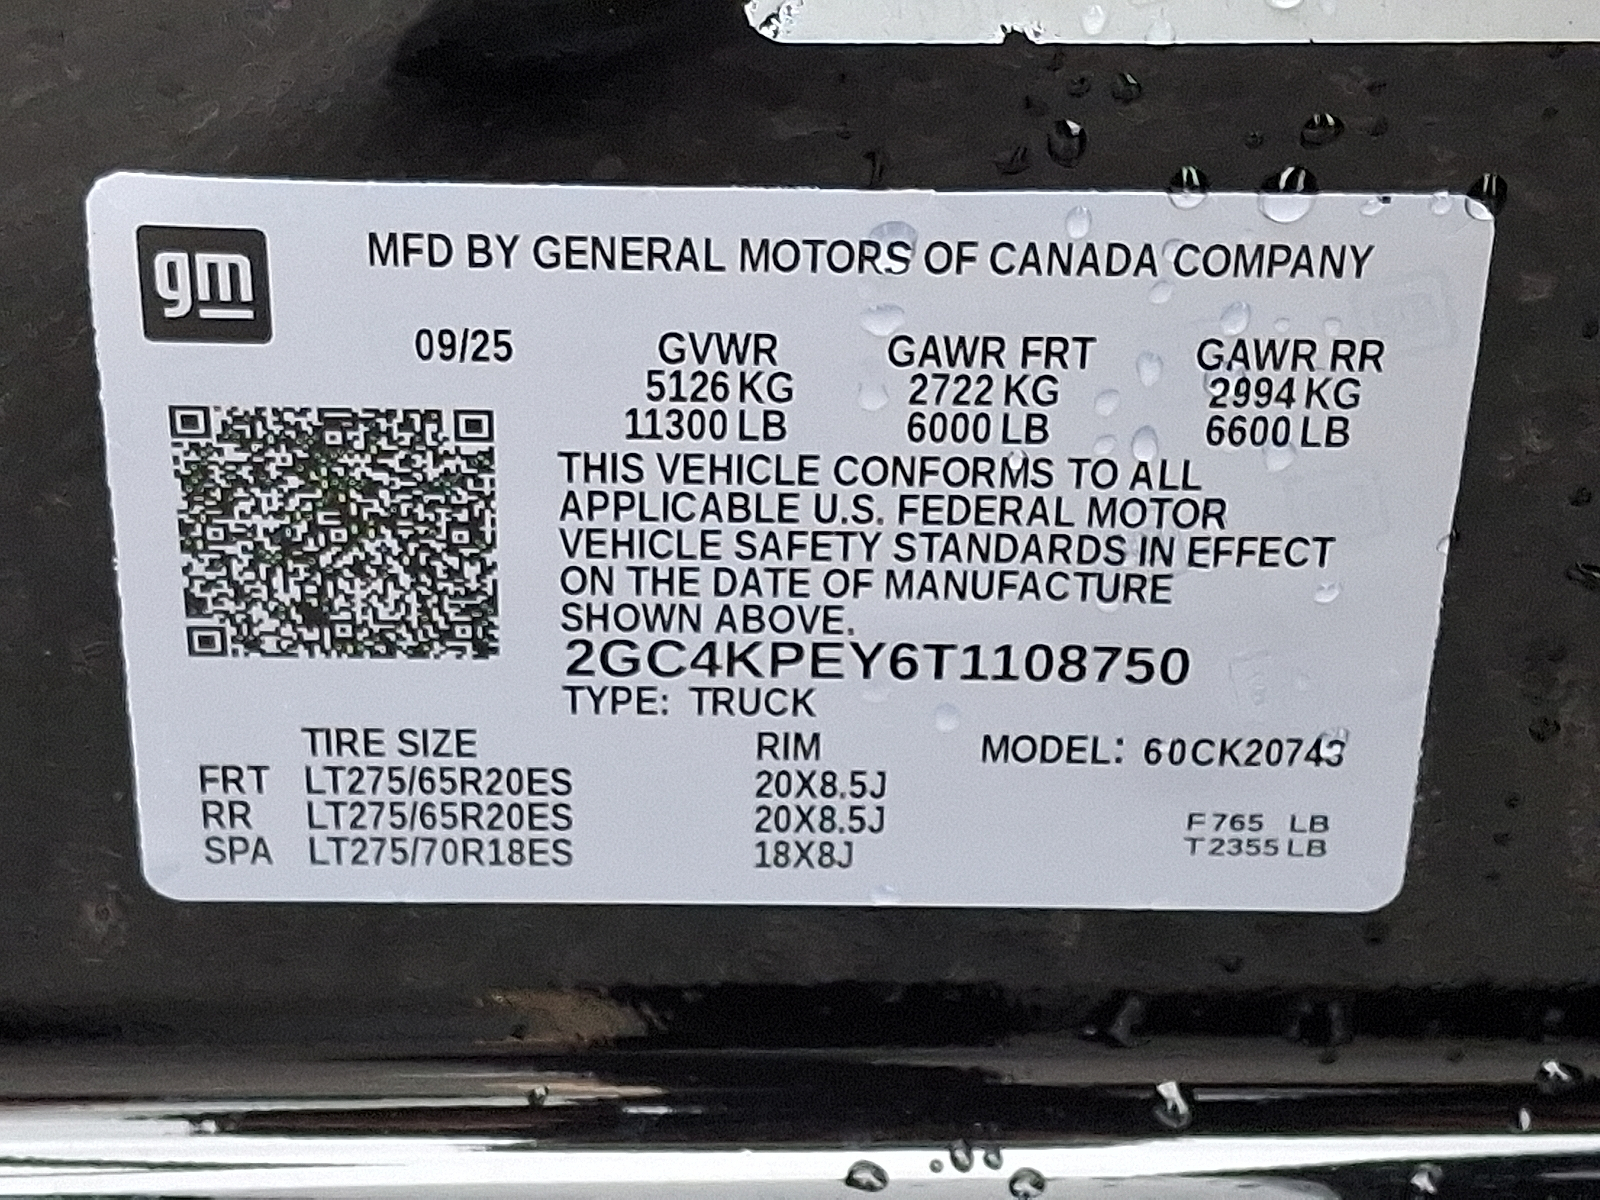 gm
MFD BY GENERAL MOTORS OF CANADA COMPANY
09/25 GVWR GAWR FRT GAWR RR
5126 KG 2722 KG 2994 KG
11300 LB 6000 LB 6600 LB
THIS VEHICLE CONFORMS TO ALL
APPLICABLE U.S. FEDERAL MOTOR
VEHICLE SAFETY STANDARDS IN EFFECT
ON THE DATE OF MANUFACTURE
SHOWN ABOVE.
2GC4KPEY6T1108750
TYPE: TRUCK
TIRE SIZE RIM MODEL: 60CK20743
FRT LT275/65R20ES 20X8.5J
RR LT275/65R20ES 20X8.5J
SPA LT275/70R18ES 18X8J
F 765 LB
T 2355 LB